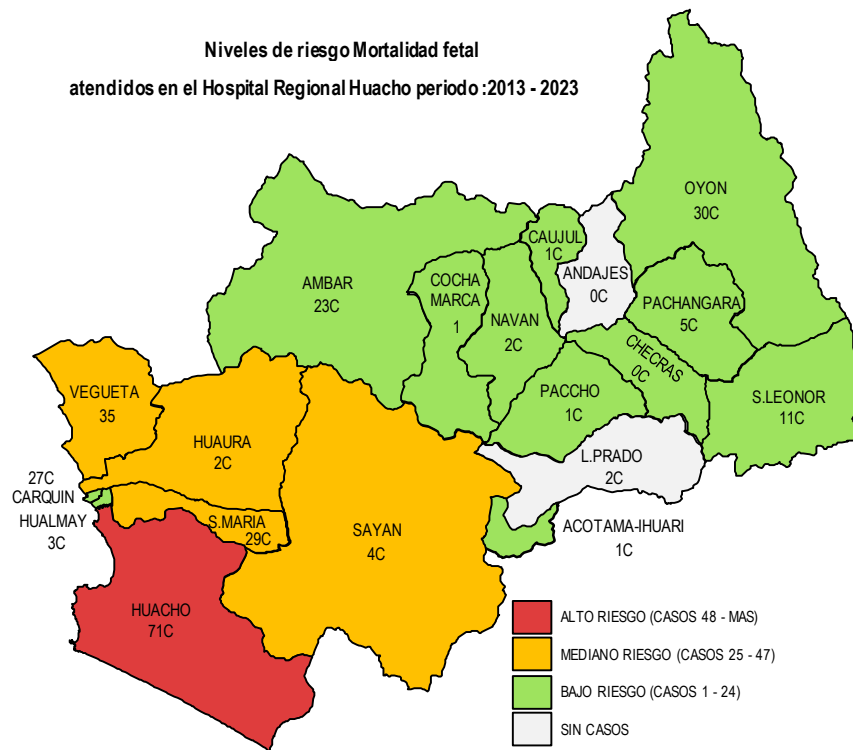 Niveles de riesgo Mortalidad fetal
atendidos en el Hospital Regional Huacho periodo :2013 - 2023
OYON
30C
CAUJUL
1C
ANDAJES
0C
AMBAR
23C
COCHA
MARCA
1
NAVAN
2C
PACHANGARA
5C
CHECRAS
0C
VEGUETA
35
PACCHO
1C
S.LEONOR
11C
HUAURA
2C
L.PRADO
2C
27C
CARQUIN
HUALMAY
3C
S.MARIA
29C
SAYAN
4C
ACOTAMA-IHUARI
1C
HUACHO
71C
ALTO RIESGO (CASOS 48 - MAS)
MEDIANO RIESGO (CASOS 25 - 47)
BAJO RIESGO (CASOS 1 - 24)
SIN CASOS